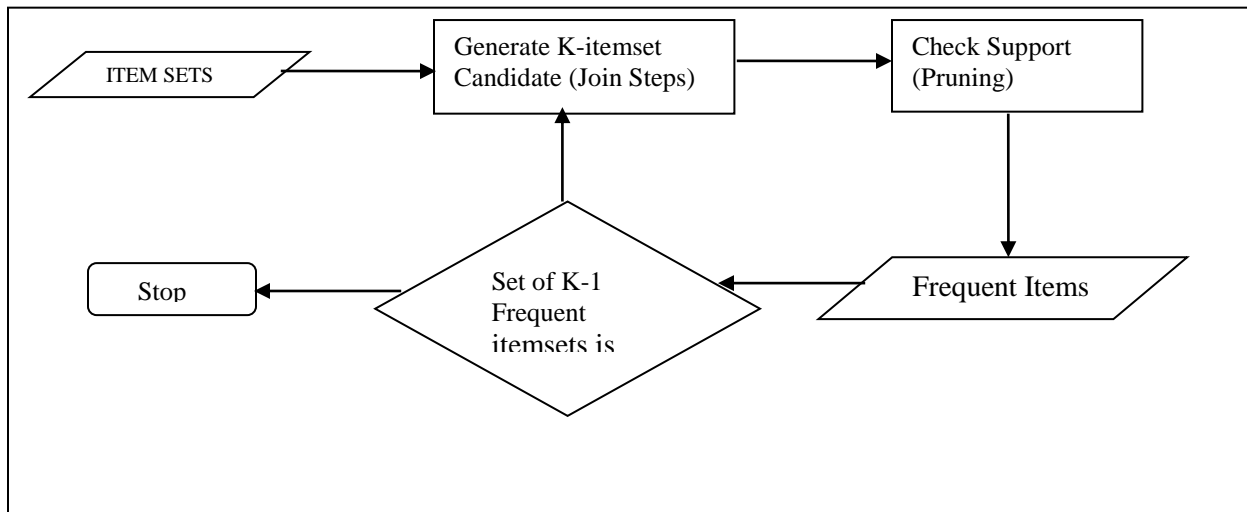 ITEM SETS
Generate K-itemset
Candidate (Join Steps)
Check Support
(Pruning)
Stop
Set of K-1
Frequent
itemsets is
Frequent Items